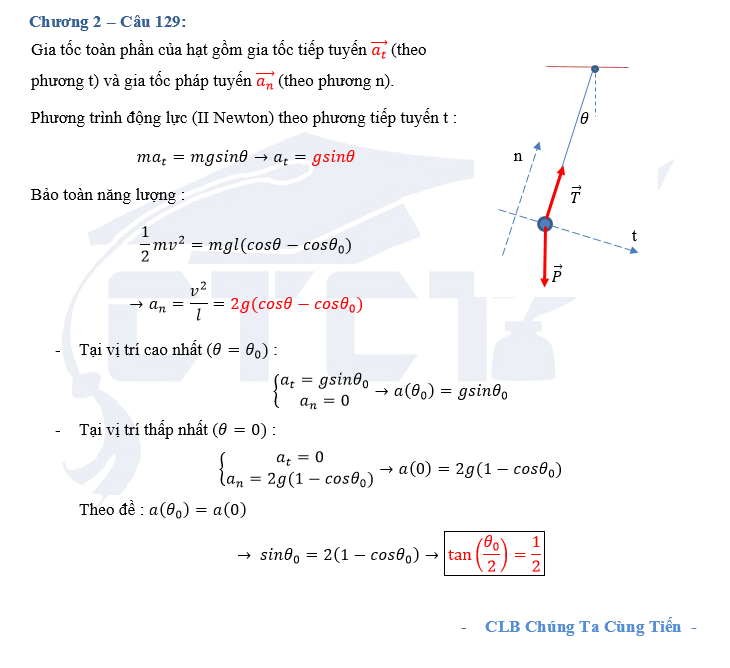 Chương 2 – Câu 129:
Gia tốc toàn phần của hạt gồm gia tốc tiếp tuyến $\overrightarrow{a_t}$ (theo
phương t) và gia tốc pháp tuyến $\overrightarrow{a_n}$ (theo phương n).
Phương trình động lực (II Newton) theo phương tiếp tuyến t :
$ma_t = mgsin\theta \rightarrow a_t = gsin\theta$
Bảo toàn năng lượng :
$\frac{1}{2}mv^2 = mgl(cos\theta - cos\theta_0)$
$\rightarrow a_n = \frac{v^2}{l} = 2g(cos\theta - cos\theta_0)$
- Tại vị trí cao nhất ($\theta = \theta_0$) :
$\begin{cases} a_t = gsin\theta_0 \\ a_n = 0 \end{cases} \rightarrow a(\theta_0) = gsin\theta_0$
- Tại vị trí thấp nhất ($\theta = 0$) :
$\begin{cases} a_t = 0 \\ a_n = 2g(1 - cos\theta_0) \end{cases} \rightarrow a(0) = 2g(1 - cos\theta_0)$
Theo đề : $a(\theta_0) = a(0)$
$\rightarrow sin\theta_0 = 2(1 - cos\theta_0) \rightarrow \boxed{\tan\left(\frac{\theta_0}{2}\right) = \frac{1}{2}}$
θ
n
$\vec{T}$
t
$\vec{P}$
CTCT
- CLB Chúng Ta Cùng Tiến -